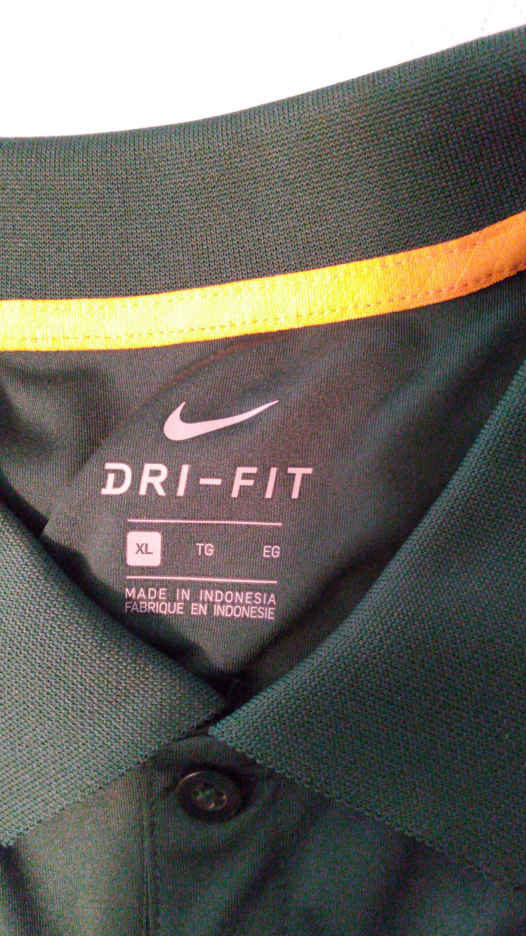 DRI-FIT
XL TG EG
MADE IN INDONESIA
FABRIQUE EN INDONESIE